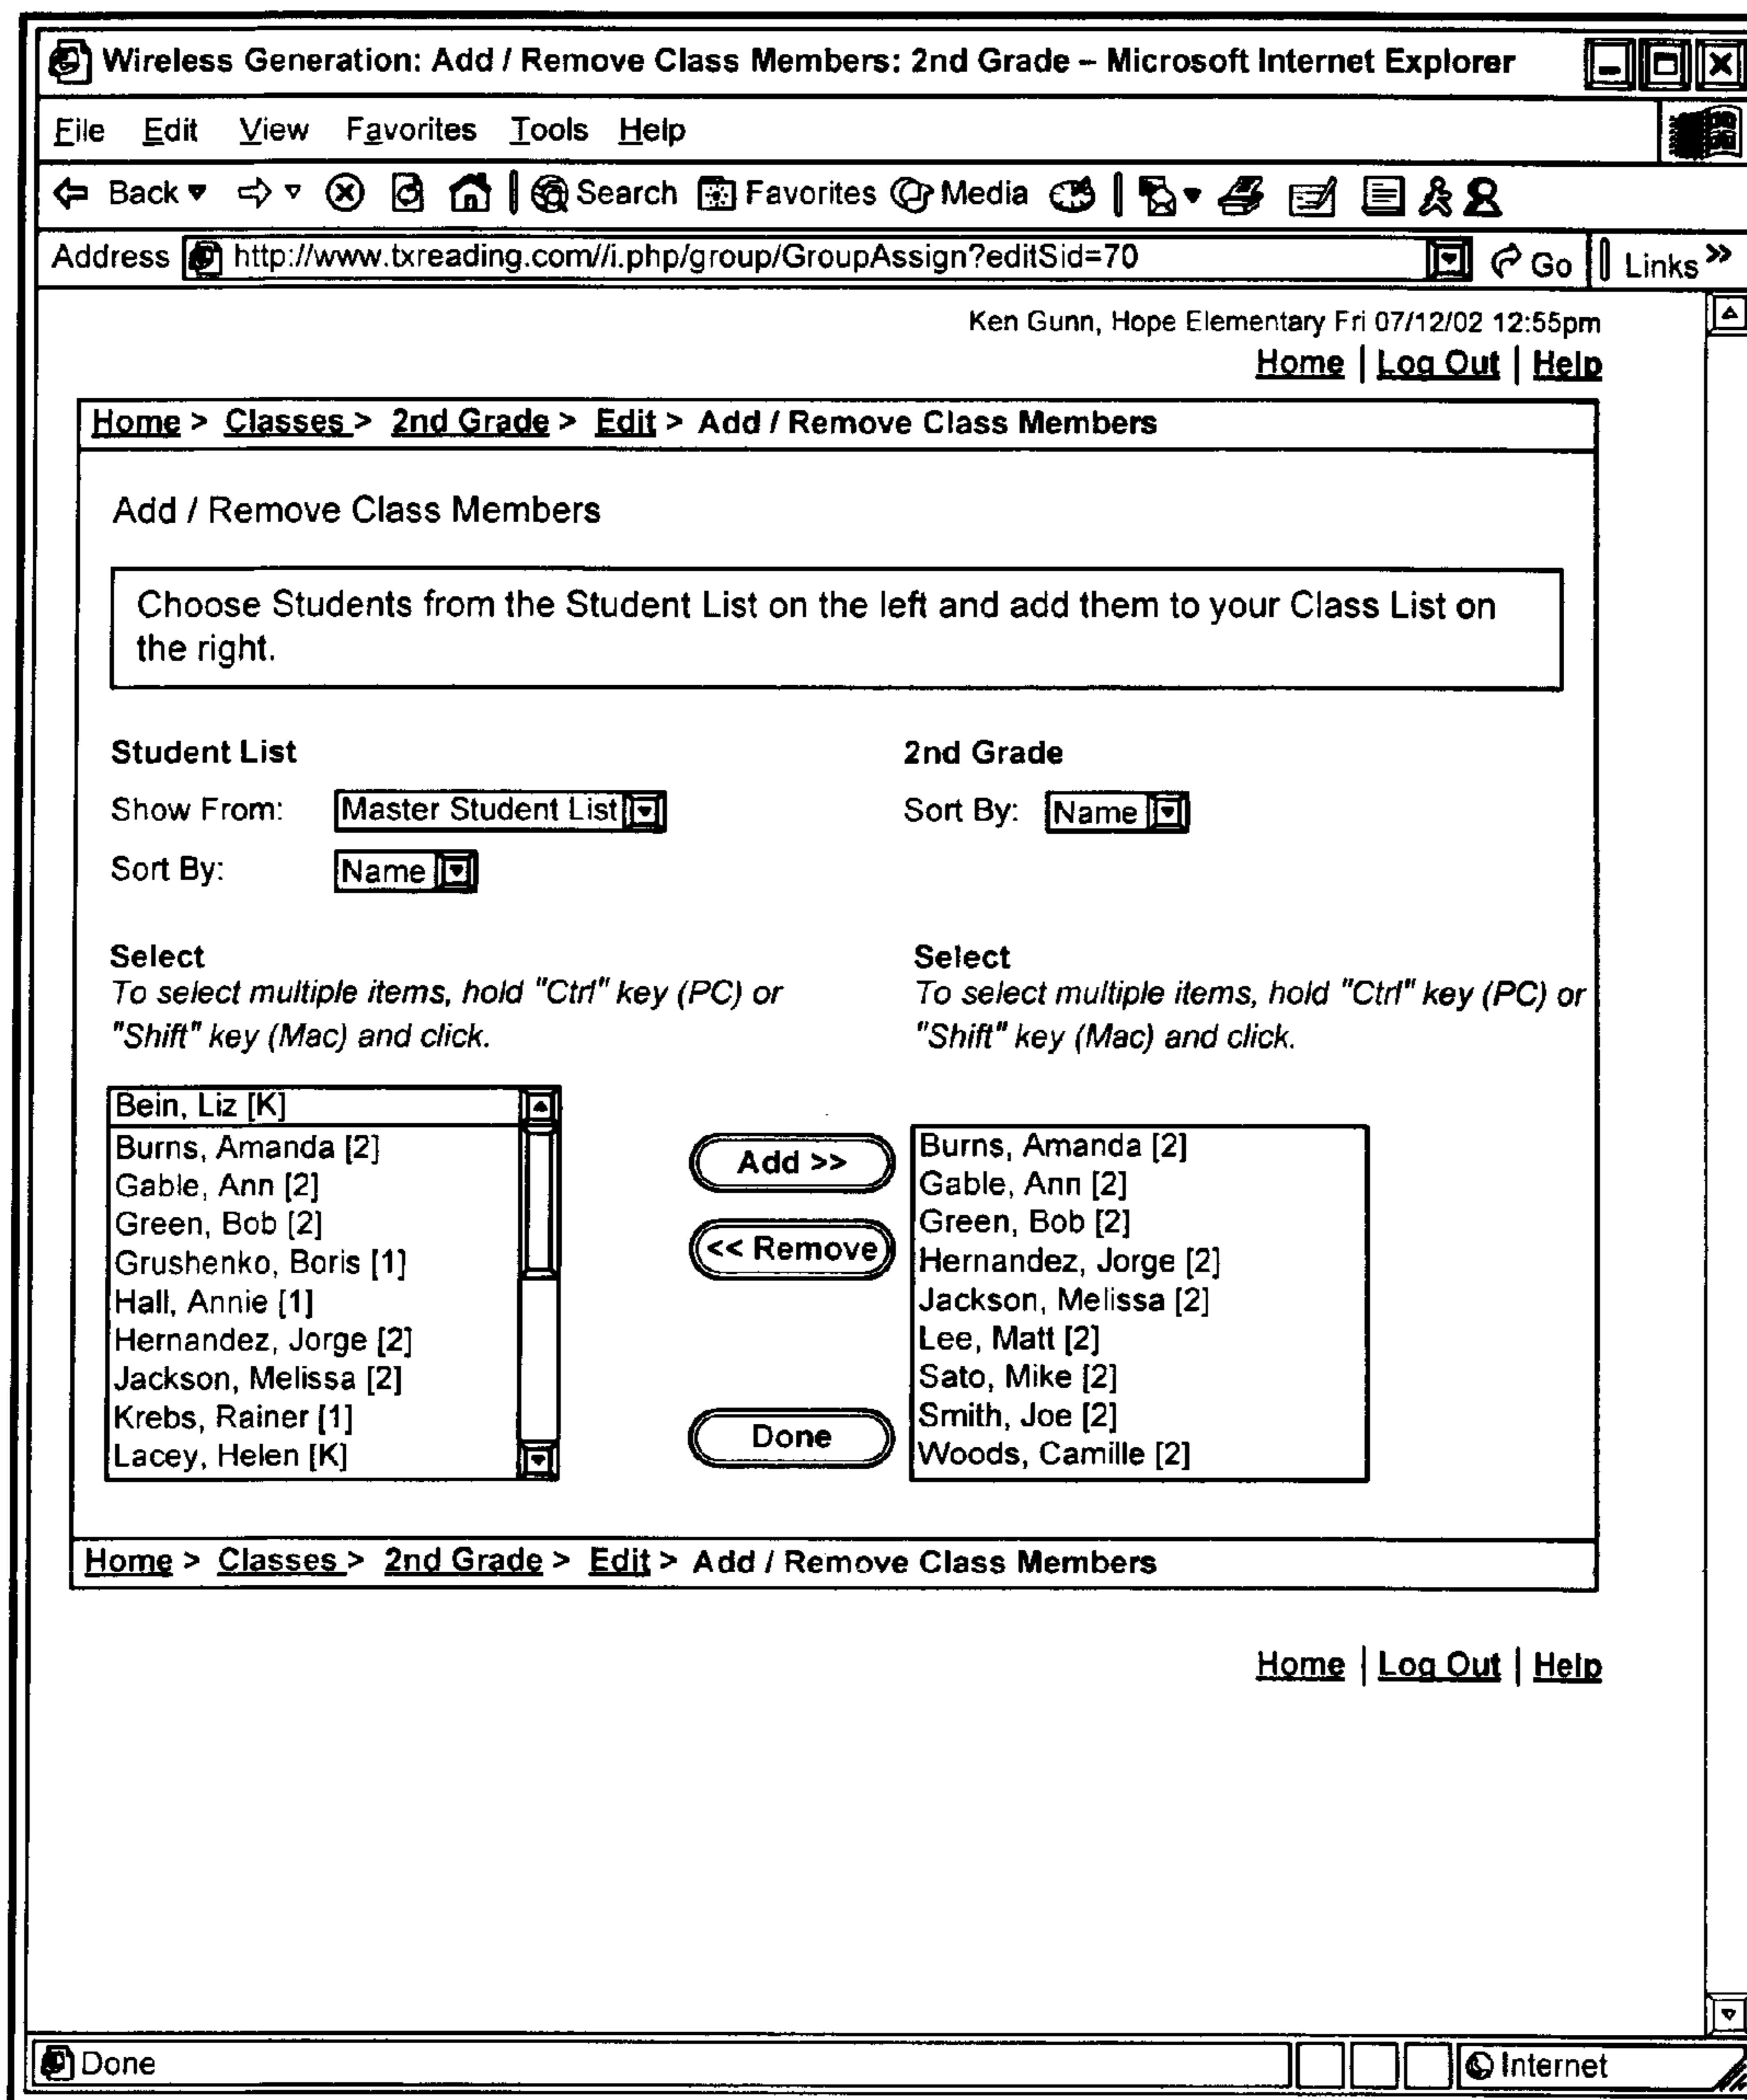 Wireless Generation: Add / Remove Class Members: 2nd Grade – Microsoft Internet Explorer
File Edit View Favorites Tools Help
Back Search Favorites Media
Address http://www.txreading.com//i.php/group/GroupAssign?editSid=70 Go Links »
Ken Gunn, Hope Elementary Fri 07/12/02 12:55pm
Home | Log Out | Help
Home > Classes > 2nd Grade > Edit > Add / Remove Class Members
Add / Remove Class Members
Choose Students from the Student List on the left and add them to your Class List on
the right.
Student List
Show From: Master Student List
Sort By: Name
2nd Grade
Sort By: Name
Select
To select multiple items, hold "Ctrl" key (PC) or
"Shift" key (Mac) and click.
Select
To select multiple items, hold "Ctrl" key (PC) or
"Shift" key (Mac) and click.
Bein, Liz [K]
Burns, Amanda [2]
Gable, Ann [2]
Green, Bob [2]
Grushenko, Boris [1]
Hall, Annie [1]
Hernandez, Jorge [2]
Jackson, Melissa [2]
Krebs, Rainer [1]
Lacey, Helen [K]
Add >>
<< Remove
Done
Burns, Amanda [2]
Gable, Ann [2]
Green, Bob [2]
Hernandez, Jorge [2]
Jackson, Melissa [2]
Lee, Matt [2]
Sato, Mike [2]
Smith, Joe [2]
Woods, Camille [2]
Home > Classes > 2nd Grade > Edit > Add / Remove Class Members
Home | Log Out | Help
Done Internet